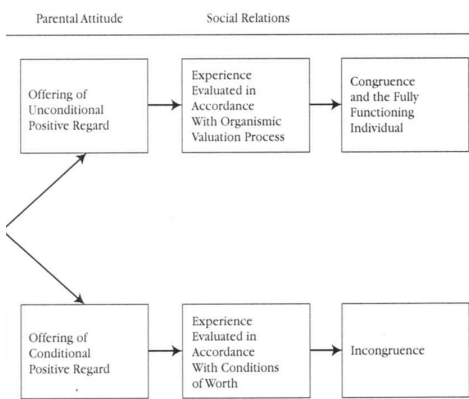 Parental Attitude
Social Relations
Offering of
Unconditional
Positive Regard
Experience
Evaluated in
Accordance
With Organismic
Valuation Process
Congruence
and the Fully
Functioning
Individual
Offering of
Conditional
Positive Regard
Experience
Evaluated in
Accordance
With Conditions
of Worth
Incongruence